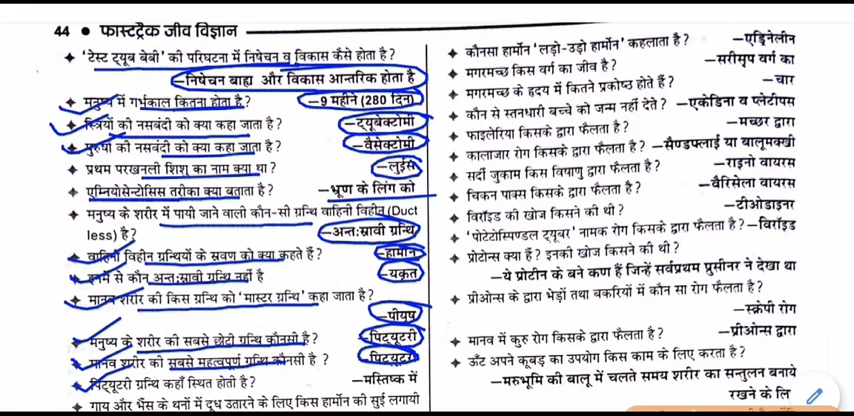 44 • फास्टट्रैक जीव विज्ञान
✦ 'टेस्ट ट्यूब बेबी' की परिघटना में निषेचन व विकास कैसे होता है?
–निषेचन बाह्य और विकास आन्तरिक होता है
✦ मनुष्य में गर्भकाल कितना होता है? –9 महीने (280 दिन)
✦ स्त्रियों की नसबंदी को क्या कहा जाता है? –ट्यूबेक्टोमी
✦ पुरुषों की नसबंदी को क्या कहा जाता है? –वैसेक्टोमी
✦ प्रथम परखनली शिशु का नाम क्या था? –लुईस
✦ एम्नियोसेन्टोसिस तरीका क्या बताता है? –भ्रूण के लिंग को
✦ मनुष्य के शरीर में पायी जाने वाली कौन-सी ग्रन्थि वाहिनी विहीन (Duct
less) है? –अन्तःस्रावी ग्रन्थि
✦ वाहिनी विहीन ग्रन्थियों के स्रवण को क्या कहते हैं? –हार्मोन
✦ इनमें से कौन अन्तःस्रावी ग्रन्थि नहीं है –यकृत
✦ मानव शरीर की किस ग्रन्थि को 'मास्टर ग्रन्थि' कहा जाता है?
–पीयूष
✦ मनुष्य के शरीर की सबसे छोटी ग्रन्थि कौनसी है? –पिट्यूटरी
✦ मानव शरीर की सबसे महत्वपूर्ण ग्रन्थि कौनसी है ? –पिट्यूटरी
✦ पिट्यूटरी ग्रन्थि कहाँ स्थित होती है? –मस्तिष्क में
✦ गाय और भैंस के थनों में दूध उतारने के लिए किस हार्मोन की सुई लगायी
✦ कौनसा हार्मोन 'लड़ो-उड़ो हार्मोन' कहलाता है? –एड्रिनेलीन
✦ मगरमच्छ किस वर्ग का जीव है? –सरीसृप वर्ग का
✦ मगरमच्छ के हृदय में कितने प्रकोष्ठ होते हैं? –चार
✦ कौन से स्तनधारी बच्चे को जन्म नहीं देते? –एकेडिना व प्लेटीपस
✦ फाइलेरिया किसके द्वारा फैलता है? –मच्छर द्वारा
✦ कालाजार रोग किसके द्वारा फैलता है? –सैण्डफ्लाई या बालूमक्खी
✦ सर्दी जुकाम किस विषाणु द्वारा फैलता है? –राइनो वायरस
✦ चिकन पाक्स किसके द्वारा फैलता है? –वैरिसेला वायरस
✦ विरॉइड की खोज किसने की थी? –टीओडाइनर
✦ 'पोटेटोस्पिण्डल ट्यूबर' नामक रोग किसके द्वारा फैलता है? –विरॉइड
✦ प्रोटोन्स क्या हैं? इनकी खोज किसने की थी?
–ये प्रोटीन के बने कण हैं जिन्हें सर्वप्रथम प्रुसीनर ने देखा था
✦ प्रीओन्स के द्वारा भेड़ों तथा बकरियों में कौन सा रोग फैलता है?
–स्क्रेपी रोग
✦ मानव में कुरु रोग किसके द्वारा फैलता है? –प्रीओन्स द्वारा
✦ ऊँट अपने कूबड़ का उपयोग किस काम के लिए करता है?
–मरुभूमि की बालू में चलते समय शरीर का सन्तुलन बनाये
रखने के लि